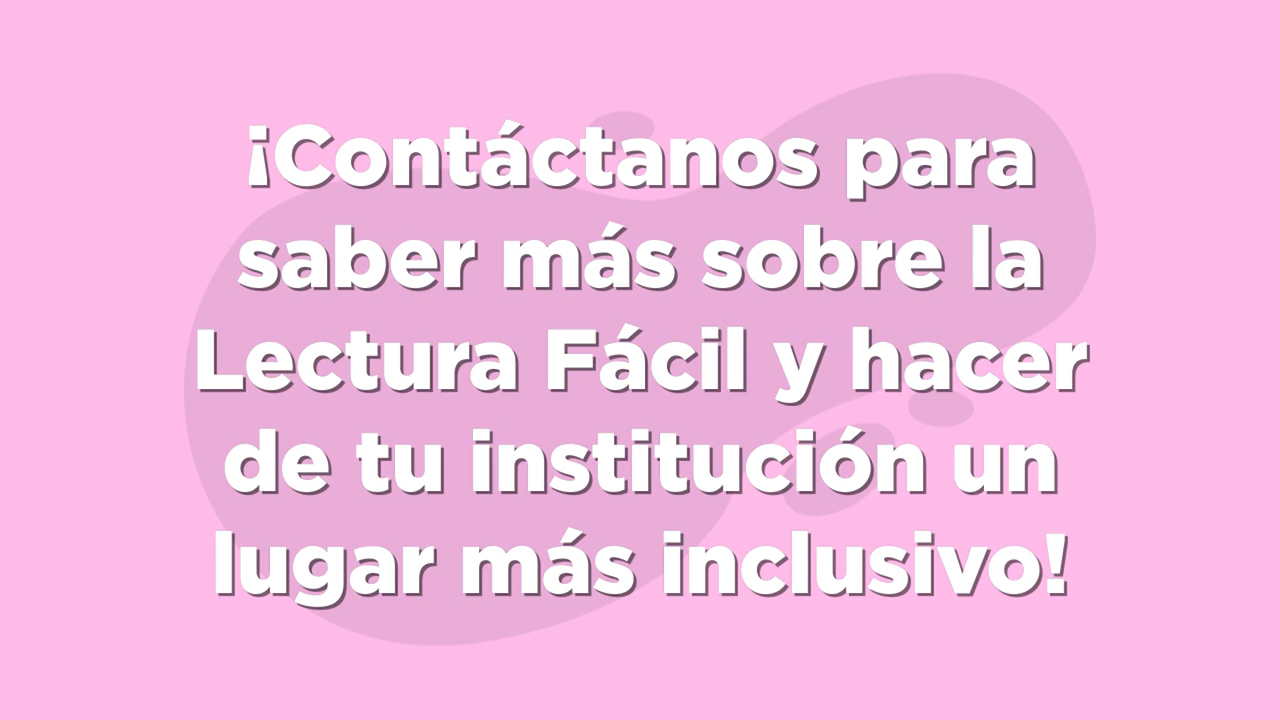 ¡Contáctanos para
saber más sobre la
Lectura Fácil y hacer
de tu institución un
lugar más inclusivo!